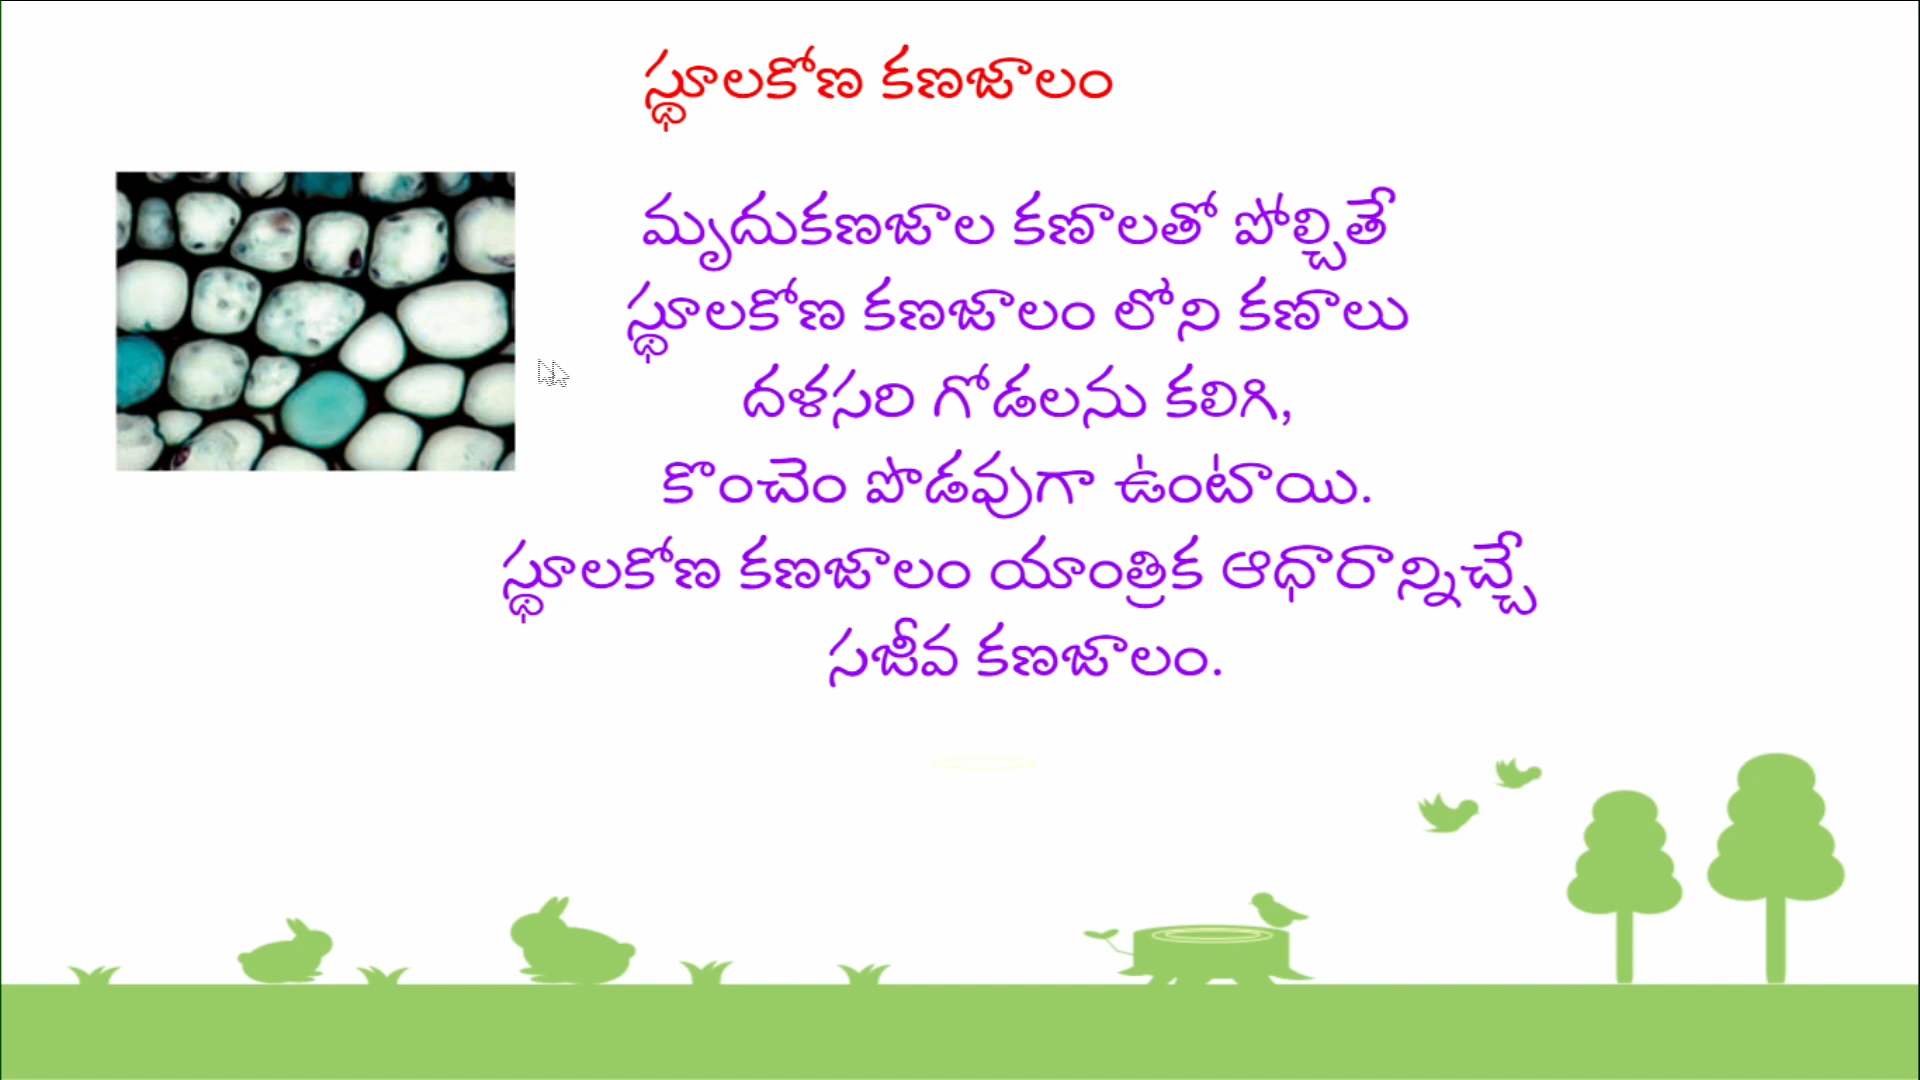 స్థూలకోణ కణజాలం
మృదుకణజాల కణాలతో పోల్చితే
స్థూలకోణ కణజాలం లోని కణాలు
దళసరి గోడలను కలిగి,
కొంచెం పొడవుగా ఉంటాయి.
స్థూలకోణ కణజాలం యాంత్రిక ఆధారాన్నిచ్చే
సజీవ కణజాలం.